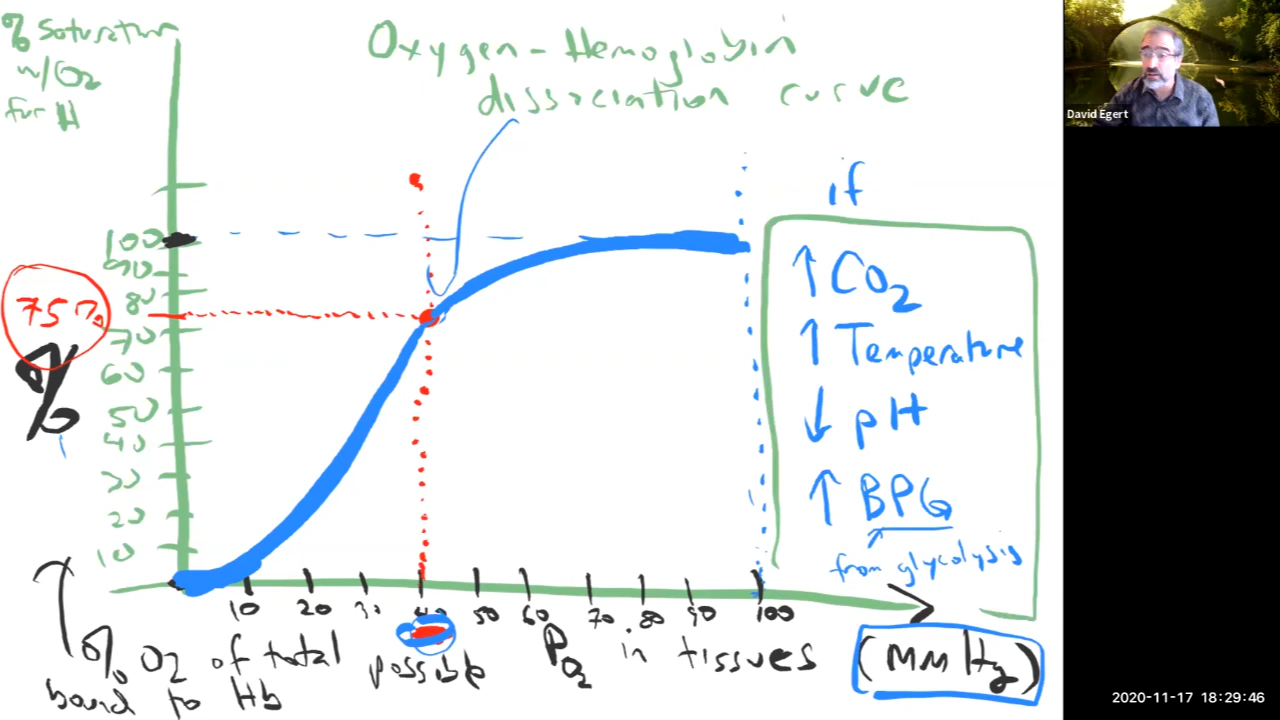 % Saturation
w/O2
for H
Oxygen-Hemoglobin
dissociation curve
David Egert
if
100
90
80
75%
70
60
%
50
40
30
20
10
↑ CO2
↑ Temperature
↓ pH
↑ BPG
from glycolysis
10 20 30 40 50 60 70 80 90 100
% O2 of total possible PO2 in tissues (mmHg)
bound to Hb
2020-11-17 18:29:46